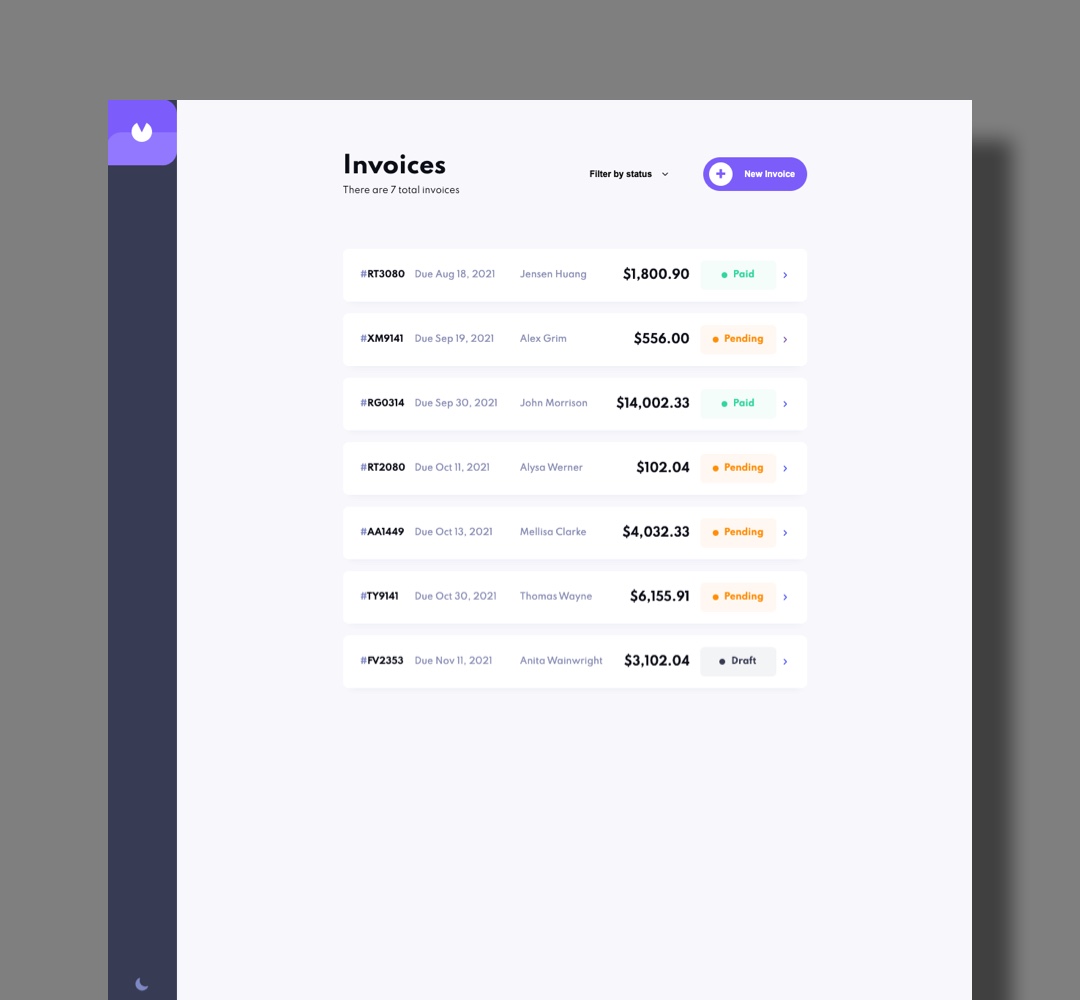 Invoices
There are 7 total invoices
Filter by status
New Invoice
#RT3080 Due Aug 18, 2021 Jensen Huang $1,800.90 Paid
#XM9141 Due Sep 19, 2021 Alex Grim $556.00 Pending
#RG0314 Due Sep 30, 2021 John Morrison $14,002.33 Paid
#RT2080 Due Oct 11, 2021 Alysa Werner $102.04 Pending
#AA1449 Due Oct 13, 2021 Mellisa Clarke $4,032.33 Pending
#TY9141 Due Oct 30, 2021 Thomas Wayne $6,155.91 Pending
#FV2353 Due Nov 11, 2021 Anita Wainwright $3,102.04 Draft